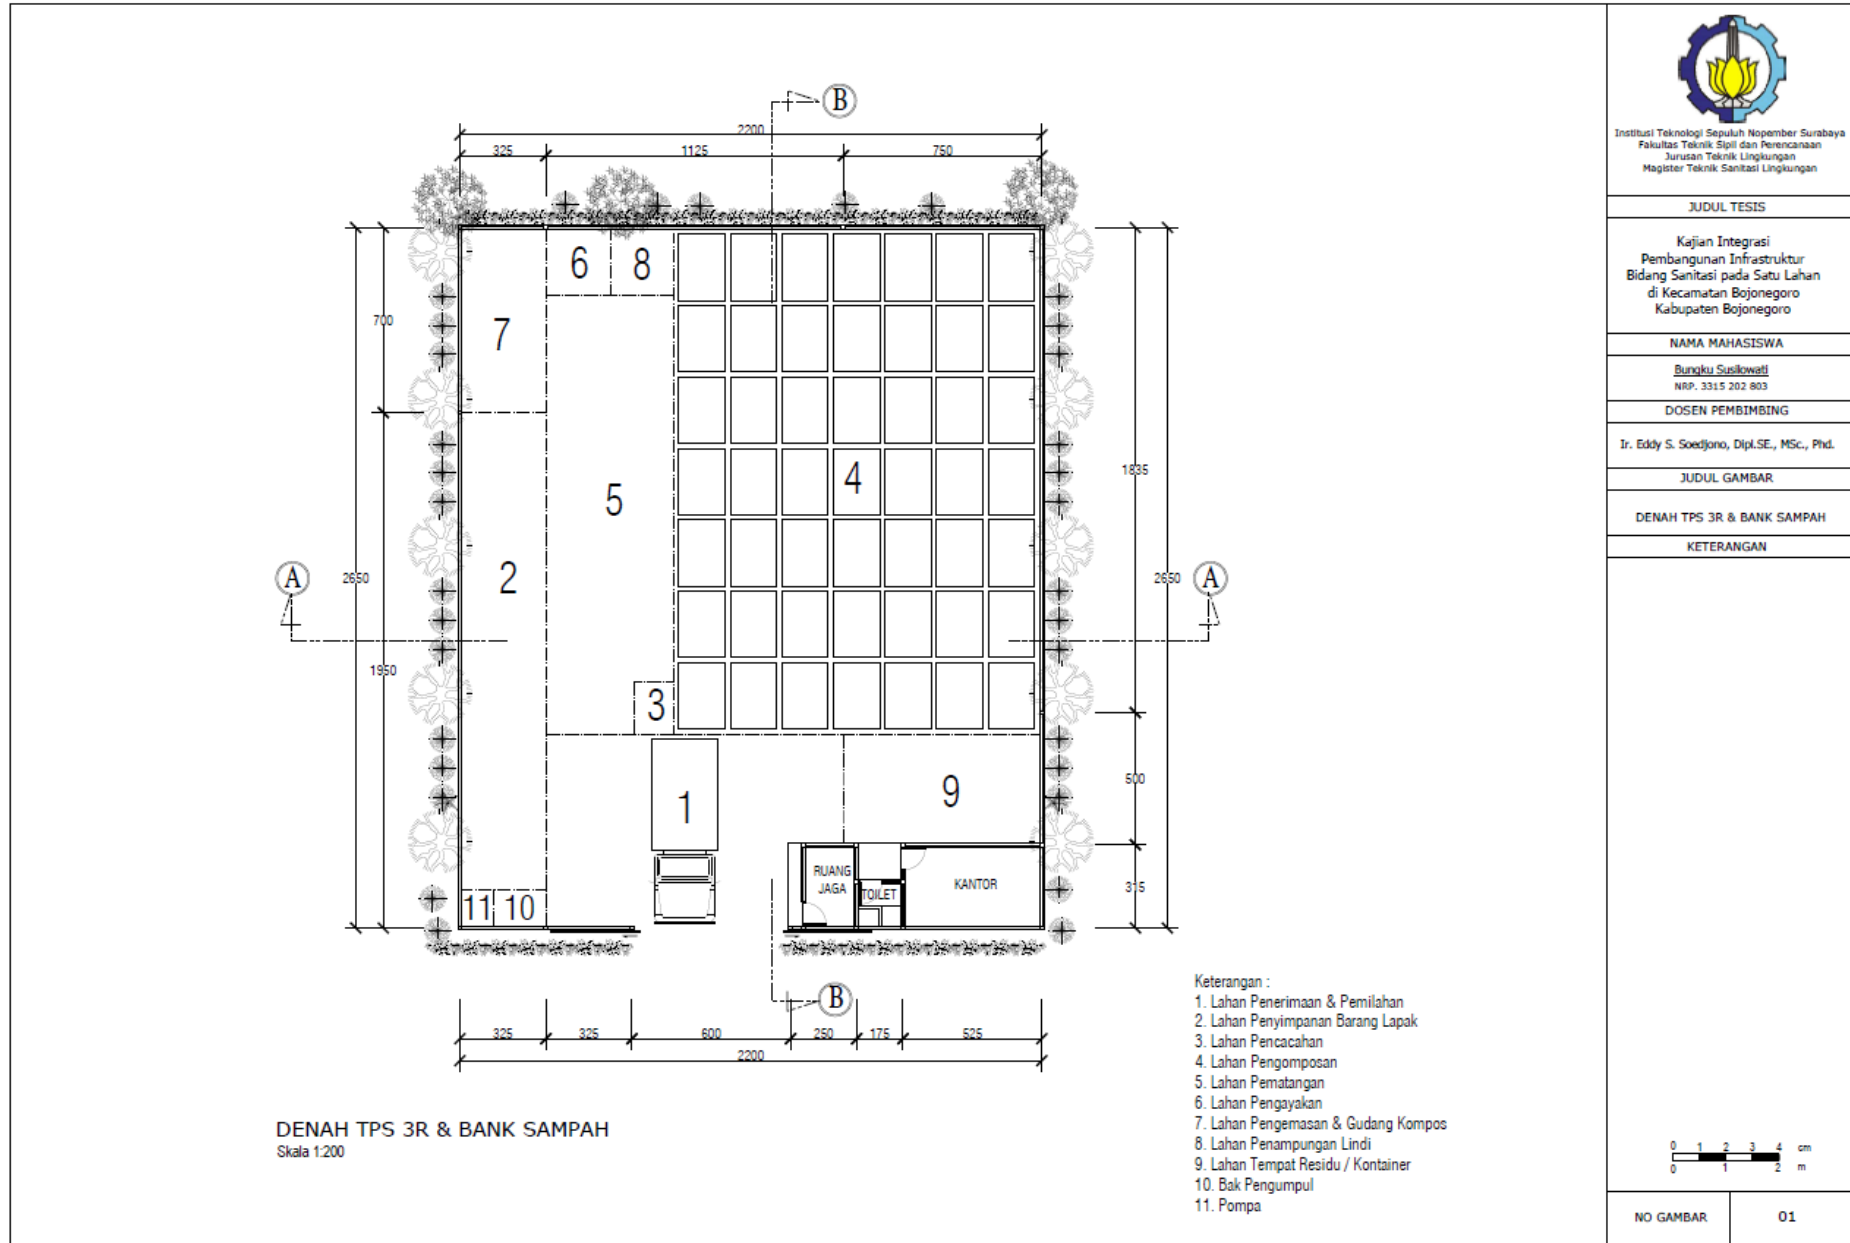 B
2200
325
1125
750
6
8
7
700
4
5
1835
2
A
2650
2650
A
1950
3
500
9
1
RUANG
JAGA
TOILET
KANTOR
315
11
10
B
325
325
600
250
175
525
2200
DENAH TPS 3R & BANK SAMPAH
Skala 1:200
Keterangan :
1. Lahan Penerimaan & Pemilahan
2. Lahan Penyimpanan Barang Lapak
3. Lahan Pencacahan
4. Lahan Pengomposan
5. Lahan Pematangan
6. Lahan Pengayakan
7. Lahan Pengemasan & Gudang Kompos
8. Lahan Penampungan Lindi
9. Lahan Tempat Residu / Kontainer
10. Bak Pengumpul
11. Pompa
Institusi Teknologi Sepuluh Nopember Surabaya
Fakultas Teknik Sipil dan Perencanaan
Jurusan Teknik Lingkungan
Magister Teknik Sanitasi Lingkungan
JUDUL TESIS
Kajian Integrasi
Pembangunan Infrastruktur
Bidang Sanitasi pada Satu Lahan
di Kecamatan Bojonegoro
Kabupaten Bojonegoro
NAMA MAHASISWA
Bungku Susilowati
NRP. 3315 202 803
DOSEN PEMBIMBING
Ir. Eddy S. Soedjono, Dipl.SE., MSc., Phd.
JUDUL GAMBAR
DENAH TPS 3R & BANK SAMPAH
KETERANGAN
0 1 2 3 4 cm
0 1 2 m
NO GAMBAR
01